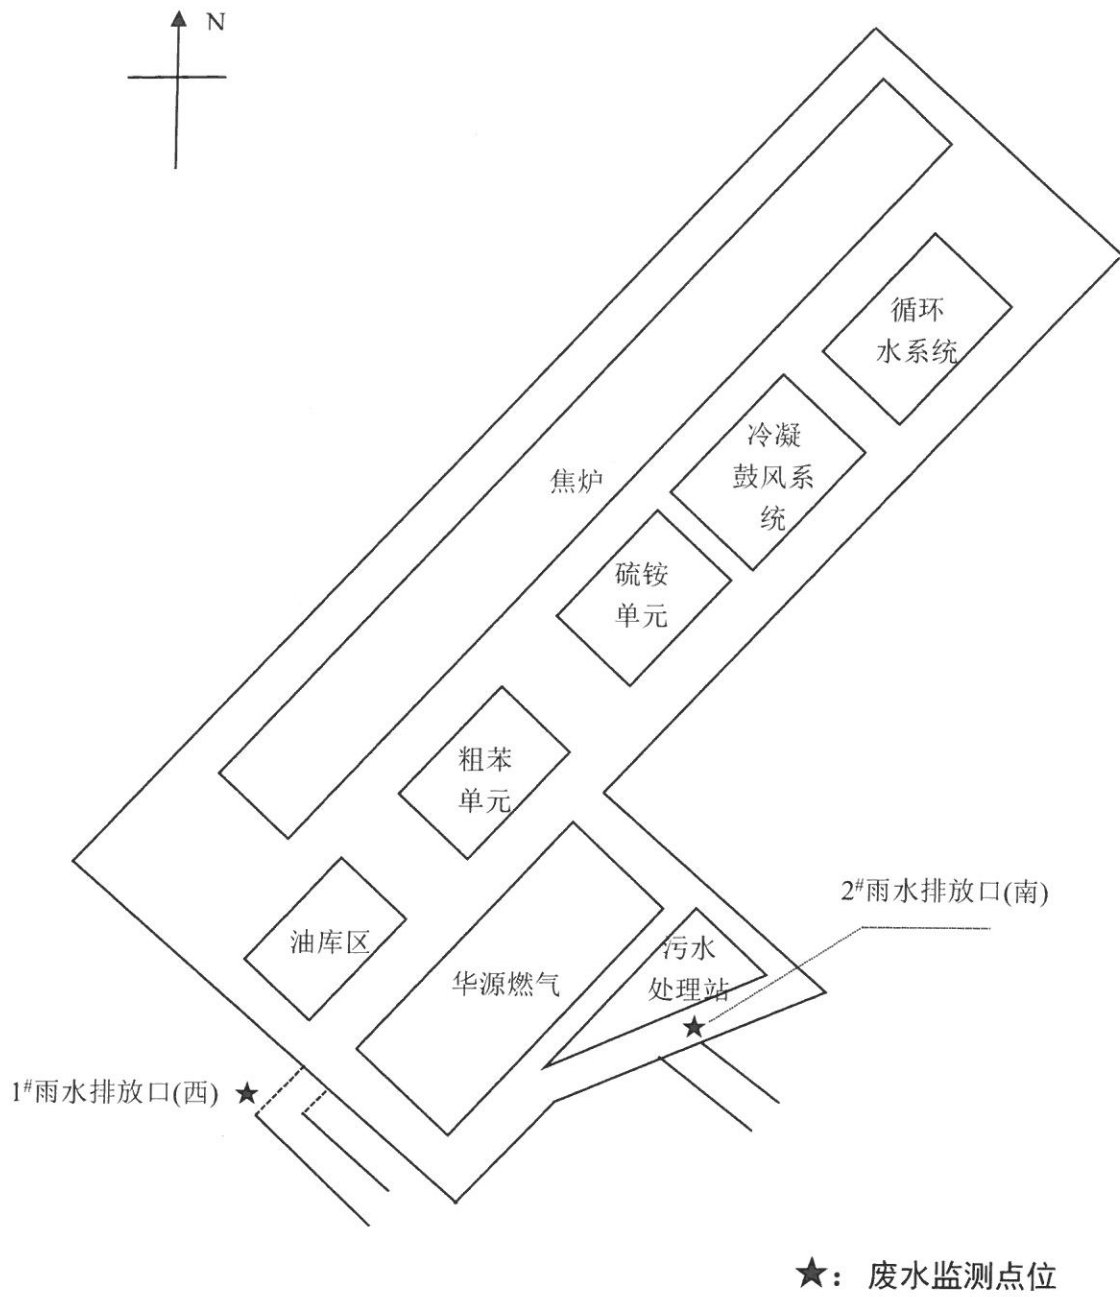 N
循环
水系统
冷凝
鼓风系
统
焦炉
硫铵
单元
粗苯
单元
2#雨水排放口(南)
油库区
污水
处理站
华源燃气
1#雨水排放口(西) ★
★
★：废水监测点位